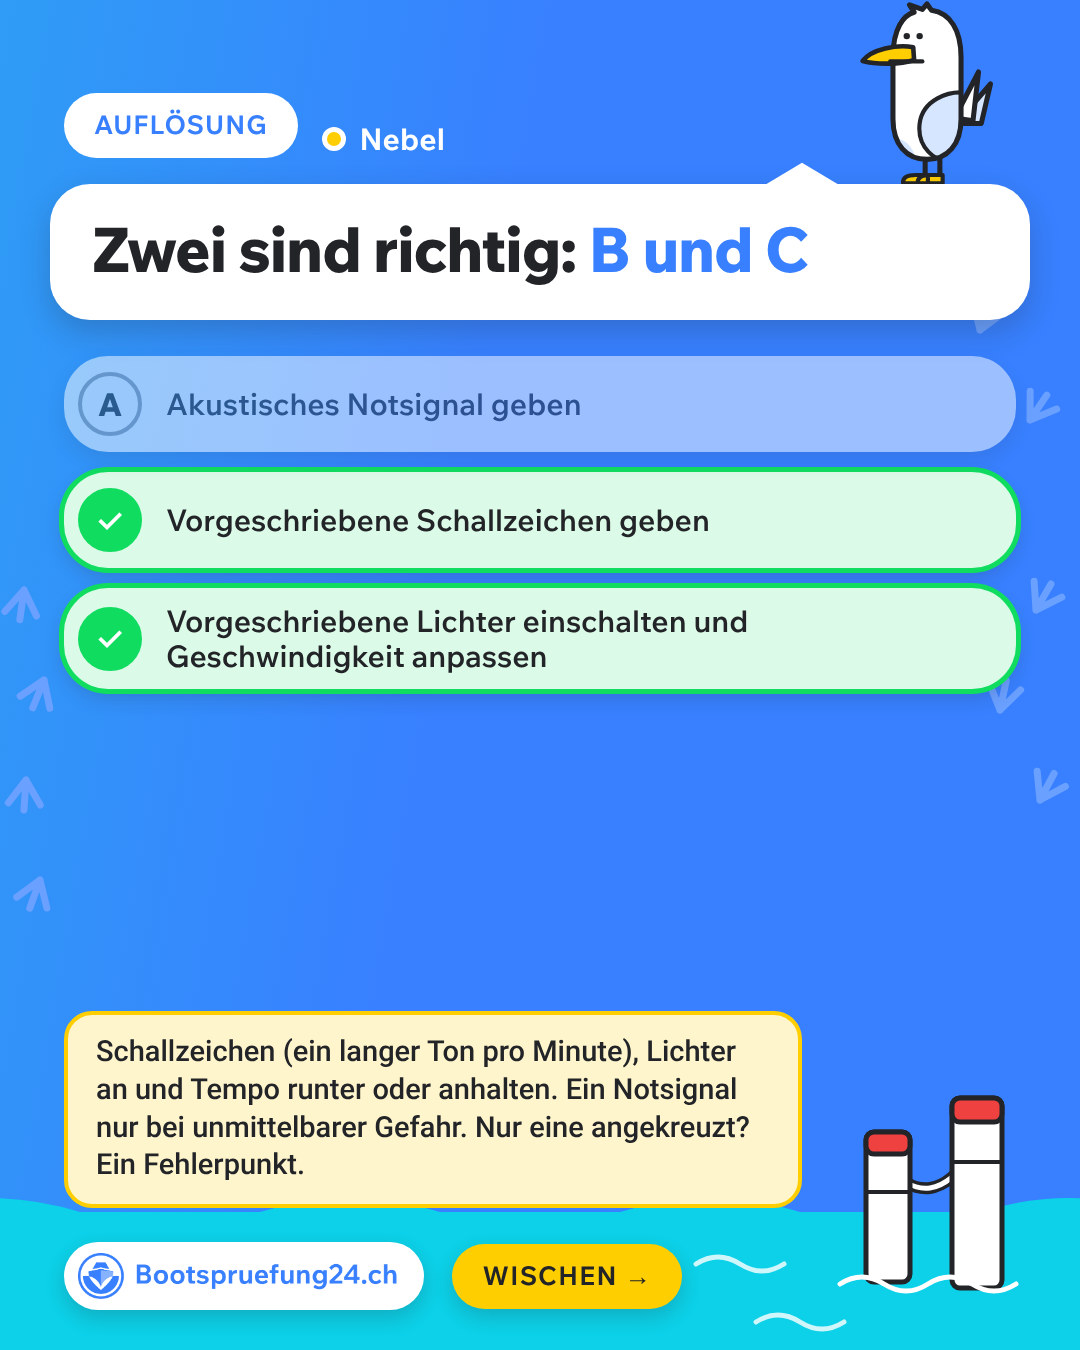 AUFLÖSUNG
Nebel
Zwei sind richtig: B und C
A Akustisches Notsignal geben
Vorgeschriebene Schallzeichen geben
Vorgeschriebene Lichter einschalten und
Geschwindigkeit anpassen
Schallzeichen (ein langer Ton pro Minute), Lichter
an und Tempo runter oder anhalten. Ein Notsignal
nur bei unmittelbarer Gefahr. Nur eine angekreuzt?
Ein Fehlerpunkt.
Bootspruefung24.ch
WISCHEN →